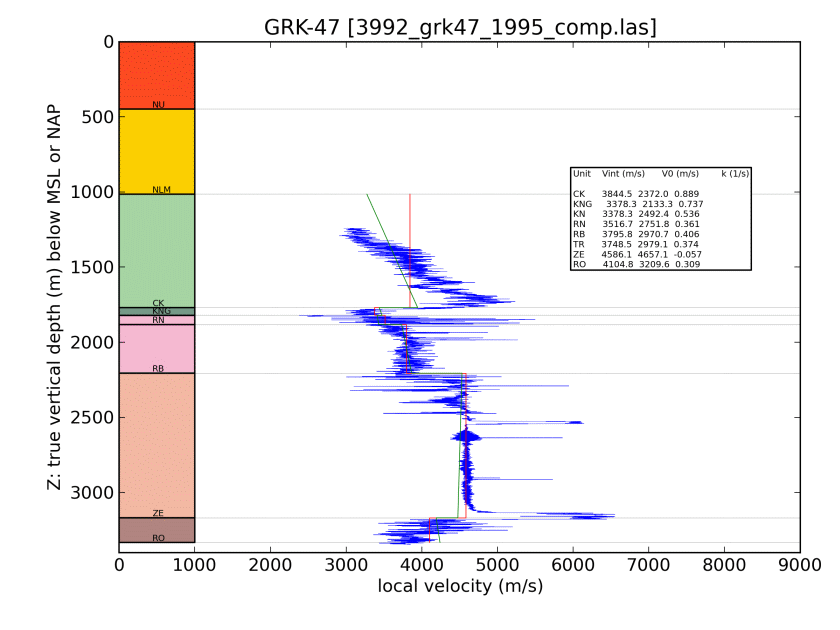 GRK-47 [3992_grk47_1995_comp.las]
0
500
1000
1500
2000
2500
3000
Z: true vertical depth (m) below MSL or NAP
NU
NLM
CK
KNG
RN
RB
ZE
RO
Unit Vint (m/s) V0 (m/s) k (1/s)
CK 3844.5 2372.0 0.889
KNG 3378.3 2133.3 0.737
KN 3378.3 2492.4 0.536
RN 3516.7 2751.8 0.361
RB 3795.8 2970.7 0.406
TR 3748.5 2979.1 0.374
ZE 4586.1 4657.1 -0.057
RO 4104.8 3209.6 0.309
0 1000 2000 3000 4000 5000 6000 7000 8000 9000
local velocity (m/s)